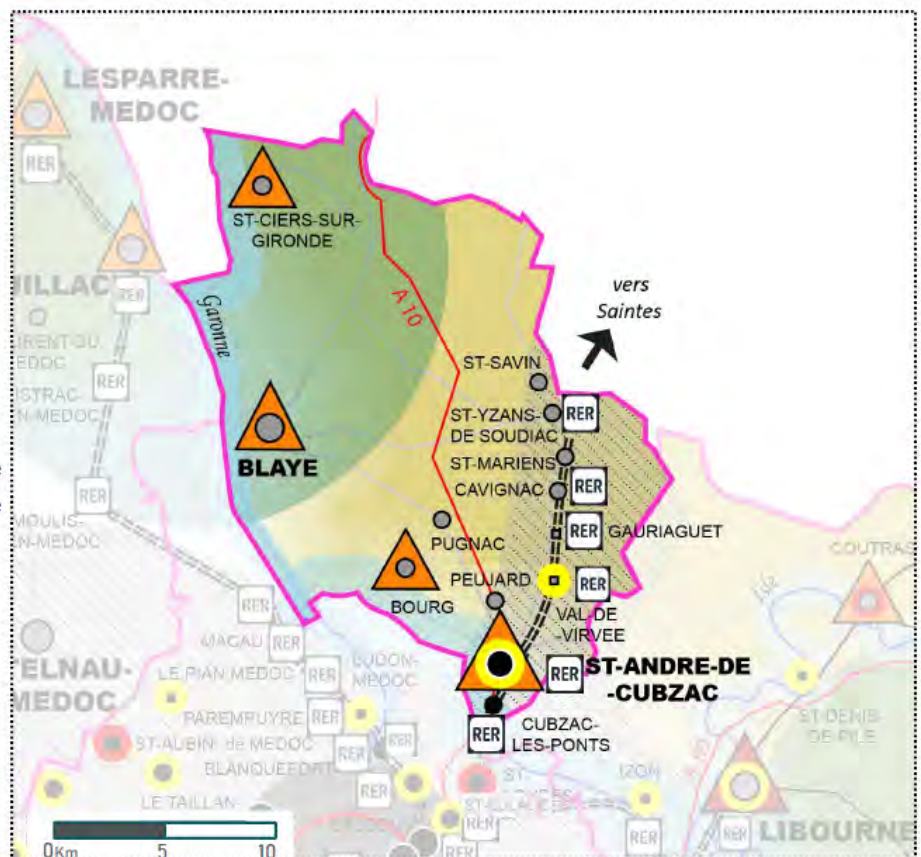 LESPARRE-
MEDOC
RER
ST-CIERS-SUR-
GIRONDE
A 10
Garonne
vers
Saintes
RER
ST-SAVIN
ST-YZANS-
DE SOUDIAC
RER
ST-MARIENS
CAVIGNAC
RER
RER
GAURIAGUET
BLAYE
PUGNAC
PEUJARD
RER
VAL-DE
-VIRVEE
BOURG
COUTRAS
Isle
RER
ST-ANDRE-DE
-CUBZAC
RER
CUBZAC-
LES-PONTS
RER
MACAU
RER
LE PIAN MEDOC
RER
LUDON-
MEDOC
PAREMPUYRE
RER
ST-AUBIN de MEDOC
RER
BLANQUEFORT
RER
LE TAILLAN-
IZON
RER
ST-DENIS-
DE-PILE
LIBOURNE
RER
RER
RER
0Km 5 10